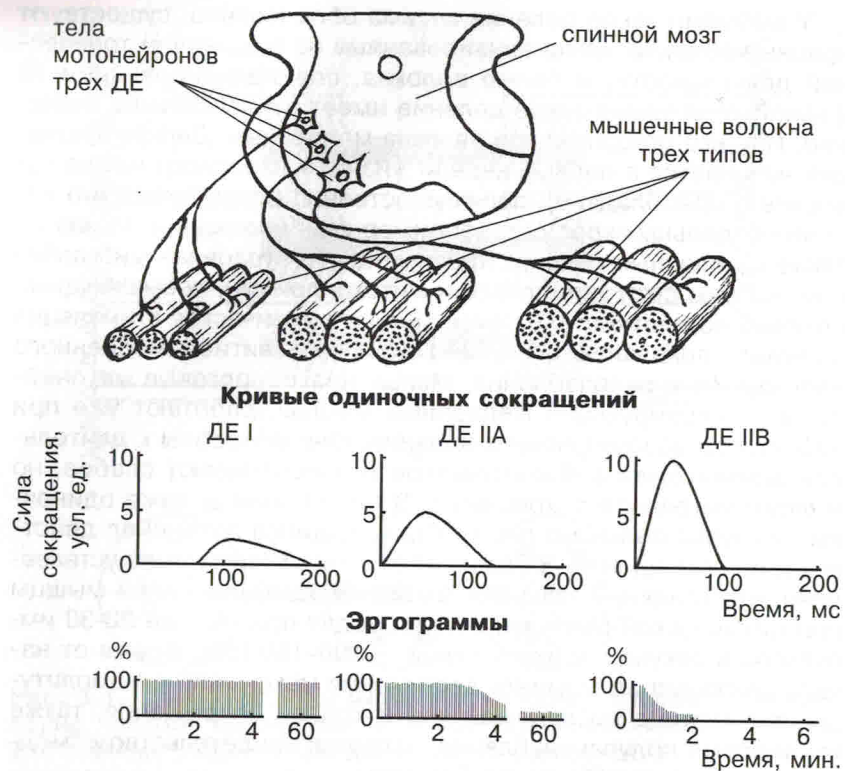 тела
мотонейронов
трех ДЕ
спинной мозг
мышечные волокна
трех типов
Кривые одиночных сокращений
Сила
сокращения,
усл. ед.
ДЕ I
ДЕ IIA
ДЕ IIB
10
5
0
100
200
10
5
0
100
200
10
5
0
100
200
Время, мс
Эргограммы
%
100
0
2
4
60
%
100
0
2
4
60
%
100
0
2
4
6
Время, мин.